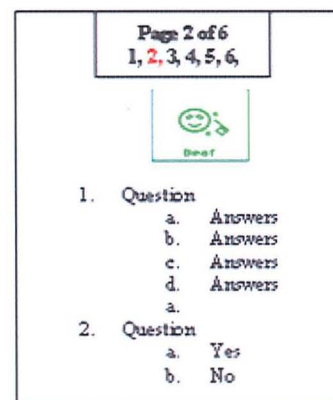 Page 2 of 6
1, 2, 3, 4, 5, 6,
Deaf
1. Question
a. Answers
b. Answers
c. Answers
d. Answers
a.
2. Question
a. Yes
b. No